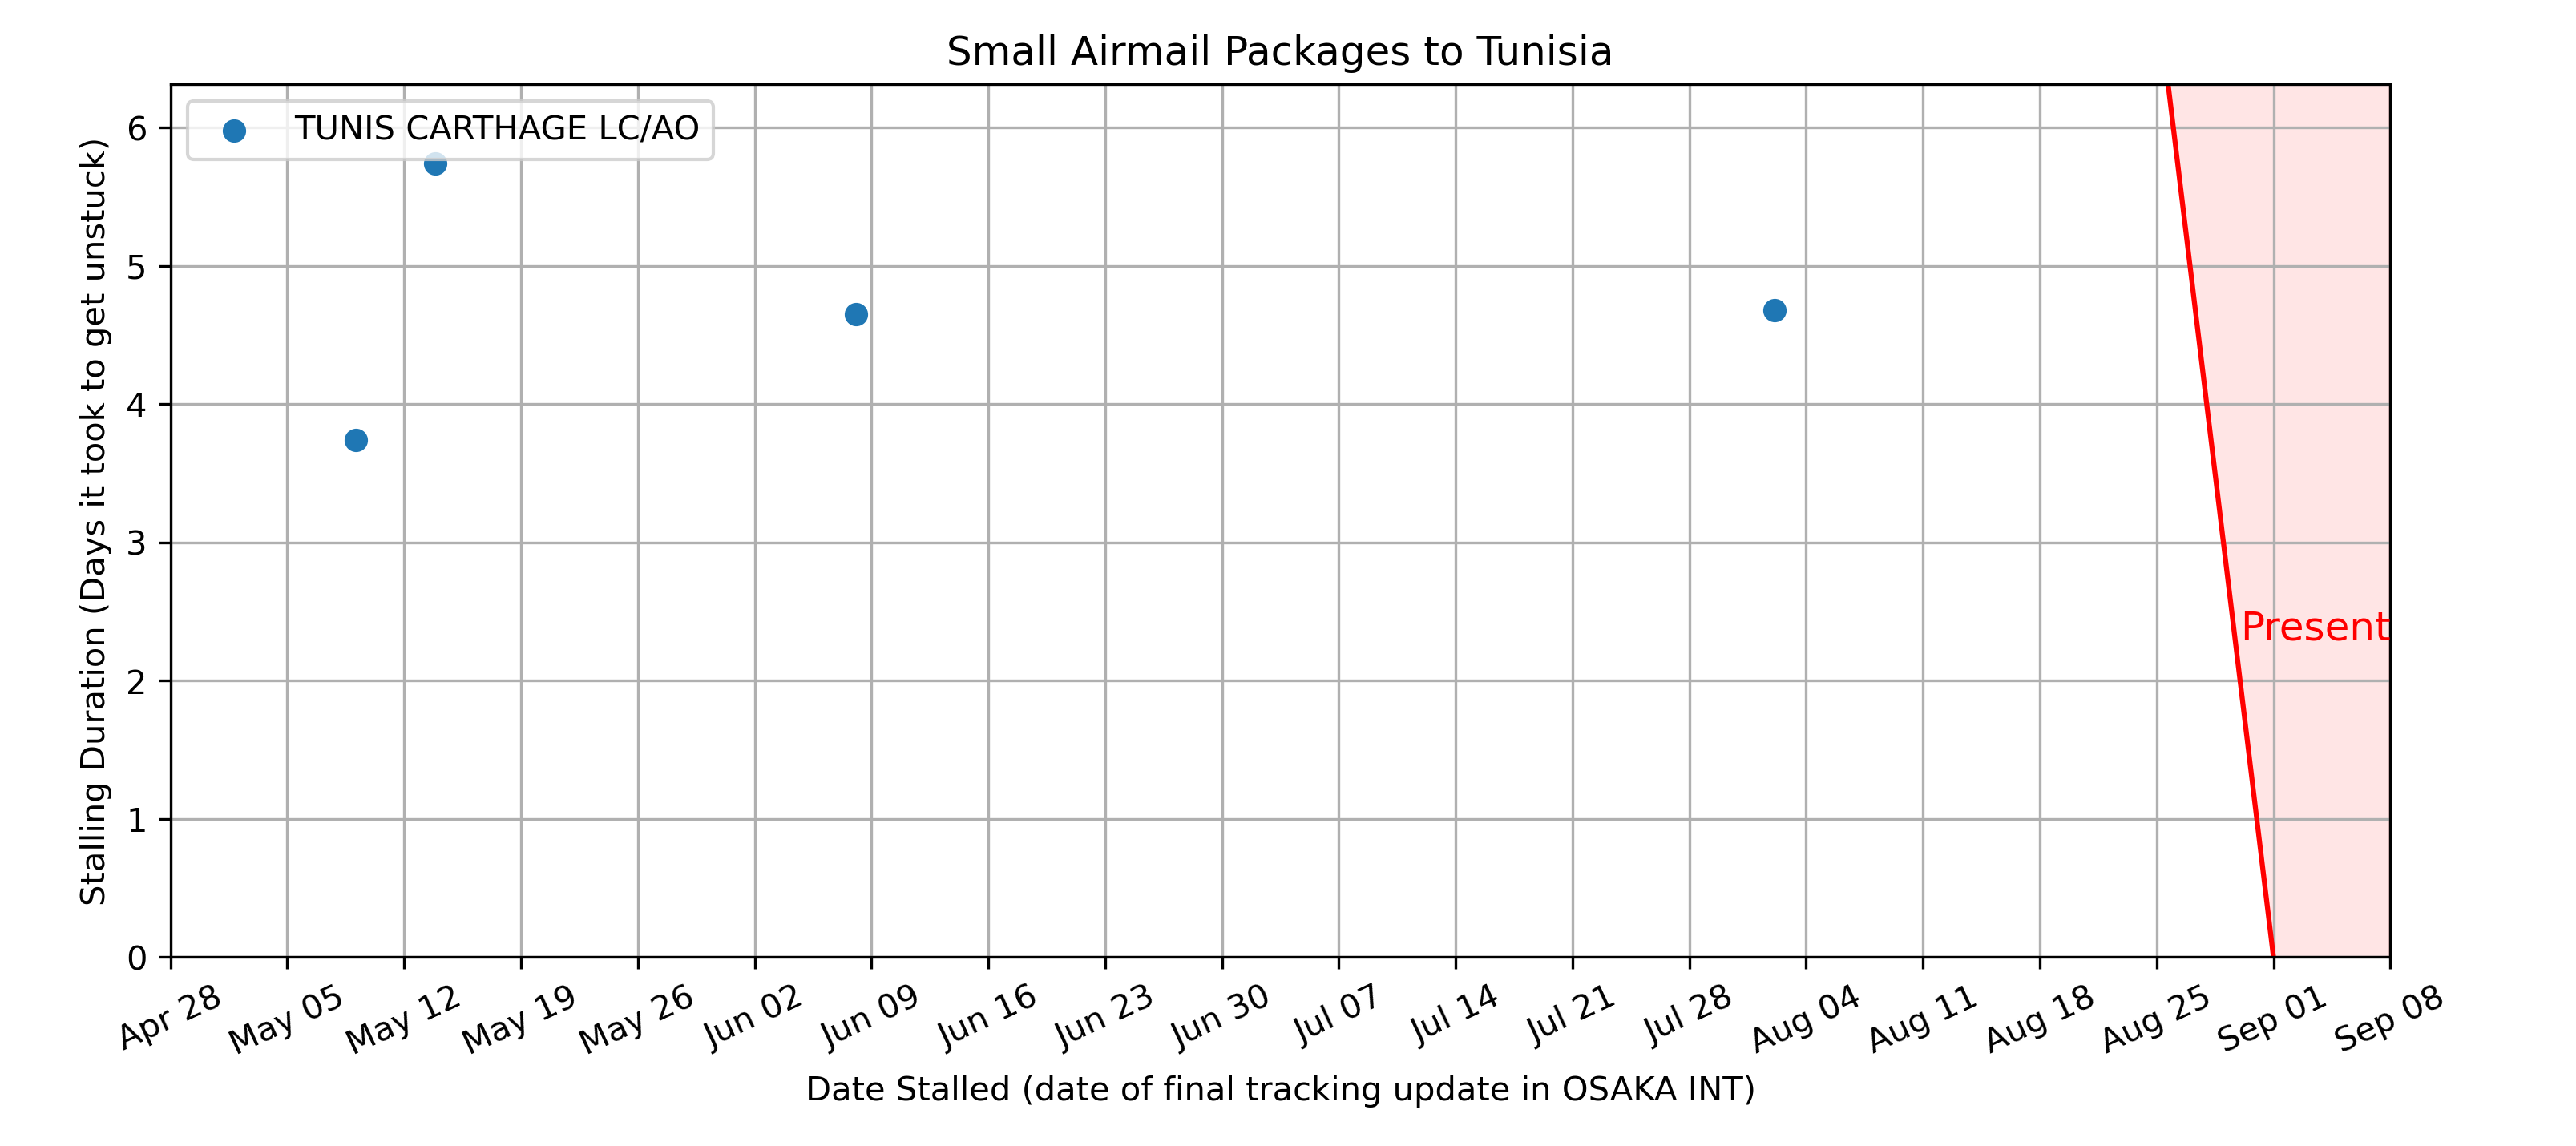 Small Airmail Packages to Tunisia
TUNIS CARTHAGE LC/AO
Stalling Duration (Days it took to get unstuck)
6
5
4
3
2
1
0
Present
Apr 28
May 05
May 12
May 19
May 26
Jun 02
Jun 09
Jun 16
Jun 23
Jun 30
Jul 07
Jul 14
Jul 21
Jul 28
Aug 04
Aug 11
Aug 18
Aug 25
Sep 01
Sep 08
Date Stalled (date of final tracking update in OSAKA INT)